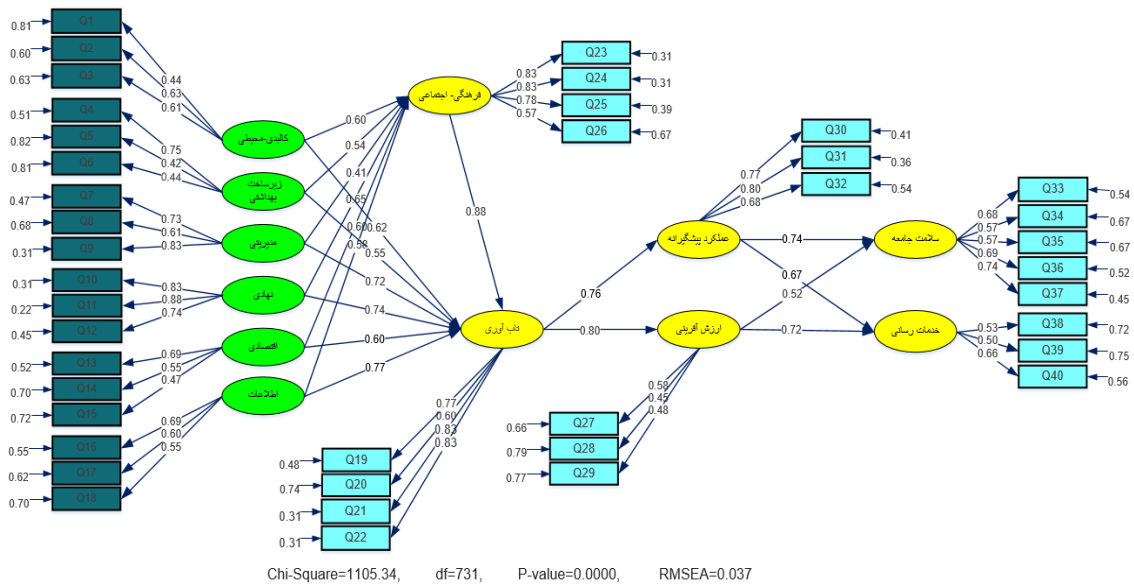 0.81 Q1
0.60 Q2
0.63 Q3
0.51 Q4
0.82 Q5
0.81 Q6
0.47 Q7
0.68 Q8
0.31 Q9
0.31 Q10
0.22 Q11
0.45 Q12
0.52 Q13
0.70 Q14
0.72 Q15
0.55 Q16
0.62 Q17
0.70 Q18
0.44
0.63
0.61
0.75
0.42
0.44
0.73
0.61
0.83
0.83
0.88
0.74
0.69
0.55
0.47
0.69
0.60
0.55
کالبدی-محیطی
زیرساخت
بهداشتی
مدیریتی
نهادی
اقتصادی
اطلاعات
0.60
0.54
0.41
0.65
0.60
0.58
0.62
0.55
0.72
0.74
0.60
0.77
فرهنگی- اجتماعی
0.83
0.83
0.78
0.57
Q23 0.31
Q24 0.31
Q25 0.39
Q26 0.67
0.88
تاب آوری
0.77
0.60
0.83
0.83
0.48 Q19
0.74 Q20
0.31 Q21
0.31 Q22
0.76
0.80
عملکرد پیشگیرانه
0.77
0.80
0.68
Q30 0.41
Q31 0.36
Q32 0.54
ارزش آفرینی
0.58
0.45
0.48
0.66 Q27
0.79 Q28
0.77 Q29
0.74
0.67
0.52
0.72
سلامت جامعه
0.68
0.57
0.57
0.69
0.74
Q33 0.54
Q34 0.67
Q35 0.67
Q36 0.52
Q37 0.45
خدمات رسانی
0.53
0.50
0.66
Q38 0.72
Q39 0.75
Q40 0.56
Chi-Square=1105.34, df=731, P-value=0.0000, RMSEA=0.037